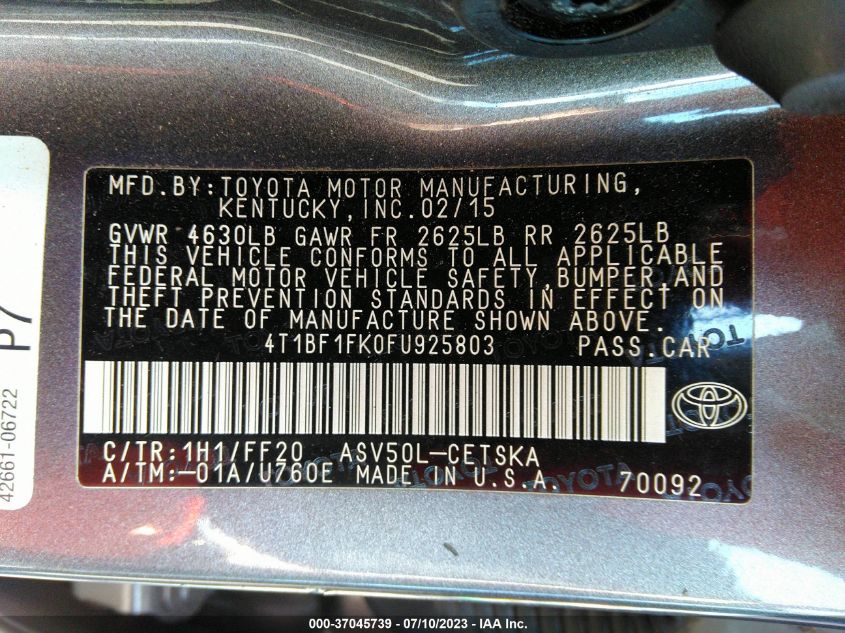 MFD.BY:TOYOTA MOTOR MANUFACTURING,
KENTUCKY,INC.02/15
GVWR 4630LB GAWR FR 2625LB RR 2625LB
THIS VEHICLE CONFORMS TO ALL APPLICABLE
FEDERAL MOTOR VEHICLE SAFETY,BUMPER,AND
THEFT PREVENTION STANDARDS IN EFFECT ON
THE DATE OF MANUFACTURE SHOWN ABOVE.
4T1BF1FK0FU925803 PASS.CAR
C/TR:1H1/FF20 ASV50L-CETSKA
A/TM:-01A/U760E MADE IN U.S.A. 70092
P7
42661-06722
TOYOTA
000-37045739 / 07/10/2023 - IAA Inc.